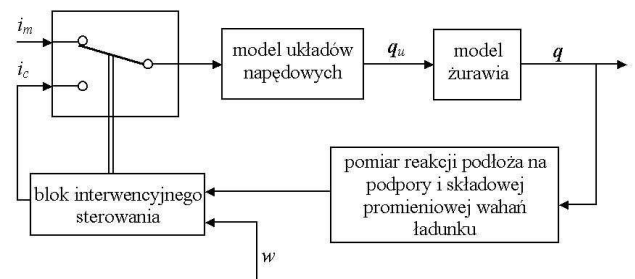 i_m
i_c
model układów
napędowych
q_u
model
żurawia
q
blok interwencyjnego
sterowania
pomiar reakcji podłoża na
podpory i składowej
promieniowej wahań
ładunku
w